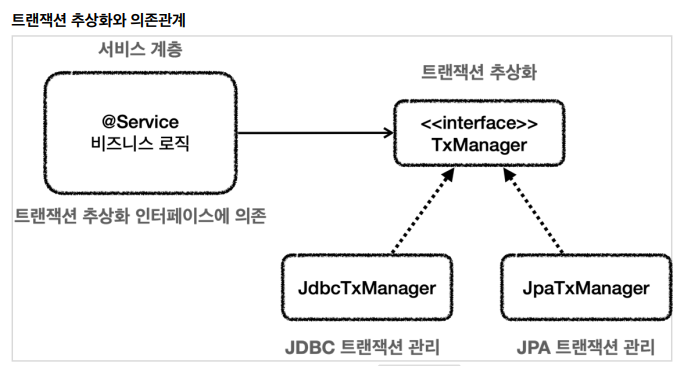 트랜잭션 추상화와 의존관계
서비스 계층
트랜잭션 추상화
@Service
비즈니스 로직
<<interface>>
TxManager
트랜잭션 추상화 인터페이스에 의존
JdbcTxManager
JpaTxManager
JDBC 트랜잭션 관리
JPA 트랜잭션 관리